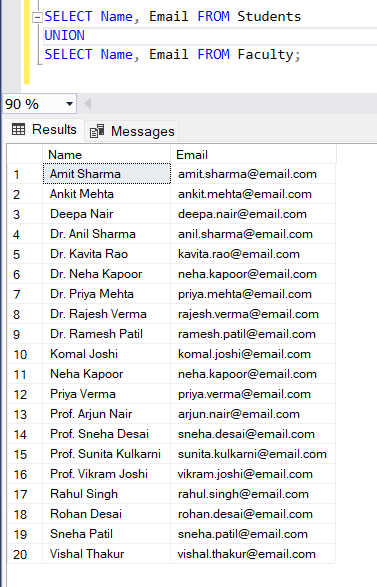 SELECT Name, Email FROM Students
UNION
SELECT Name, Email FROM Faculty;
90 %
Results Messages
Name Email
1 Amit Sharma amit.sharma@email.com
2 Ankit Mehta ankit.mehta@email.com
3 Deepa Nair deepa.nair@email.com
4 Dr. Anil Sharma anil.sharma@email.com
5 Dr. Kavita Rao kavita.rao@email.com
6 Dr. Neha Kapoor neha.kapoor@email.com
7 Dr. Priya Mehta priya.mehta@email.com
8 Dr. Rajesh Verma rajesh.verma@email.com
9 Dr. Ramesh Patil ramesh.patil@email.com
10 Komal Joshi komal.joshi@email.com
11 Neha Kapoor neha.kapoor@email.com
12 Priya Verma priya.verma@email.com
13 Prof. Arjun Nair arjun.nair@email.com
14 Prof. Sneha Desai sneha.desai@email.com
15 Prof. Sunita Kulkarni sunita.kulkarni@email.com
16 Prof. Vikram Joshi vikram.joshi@email.com
17 Rahul Singh rahul.singh@email.com
18 Rohan Desai rohan.desai@email.com
19 Sneha Patil sneha.patil@email.com
20 Vishal Thakur vishal.thakur@email.com